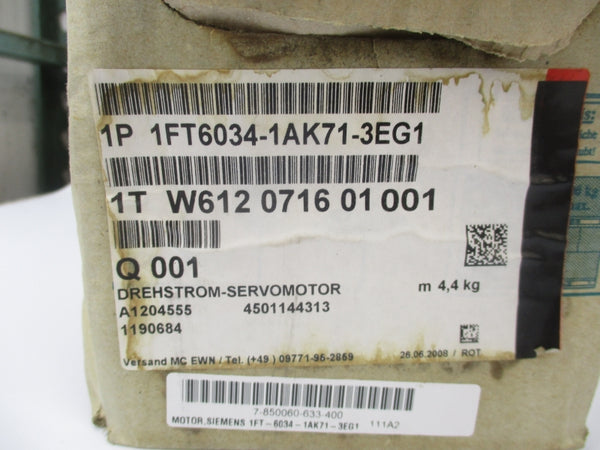 1P 1FT6034-1AK71-3EG1
1T W612 0716 01 001
Q 001
DREHSTROM-SERVOMOTOR m 4,4 kg
A1204555 4501144313
1190684
Versand MC EWN / Tel. (+49 ) 09771-96-2869 26.06.2008 / ROT
7-850060-633-400
MOTOR,SIEMENS 1FT-6034-1AK71-3EG1 111A2